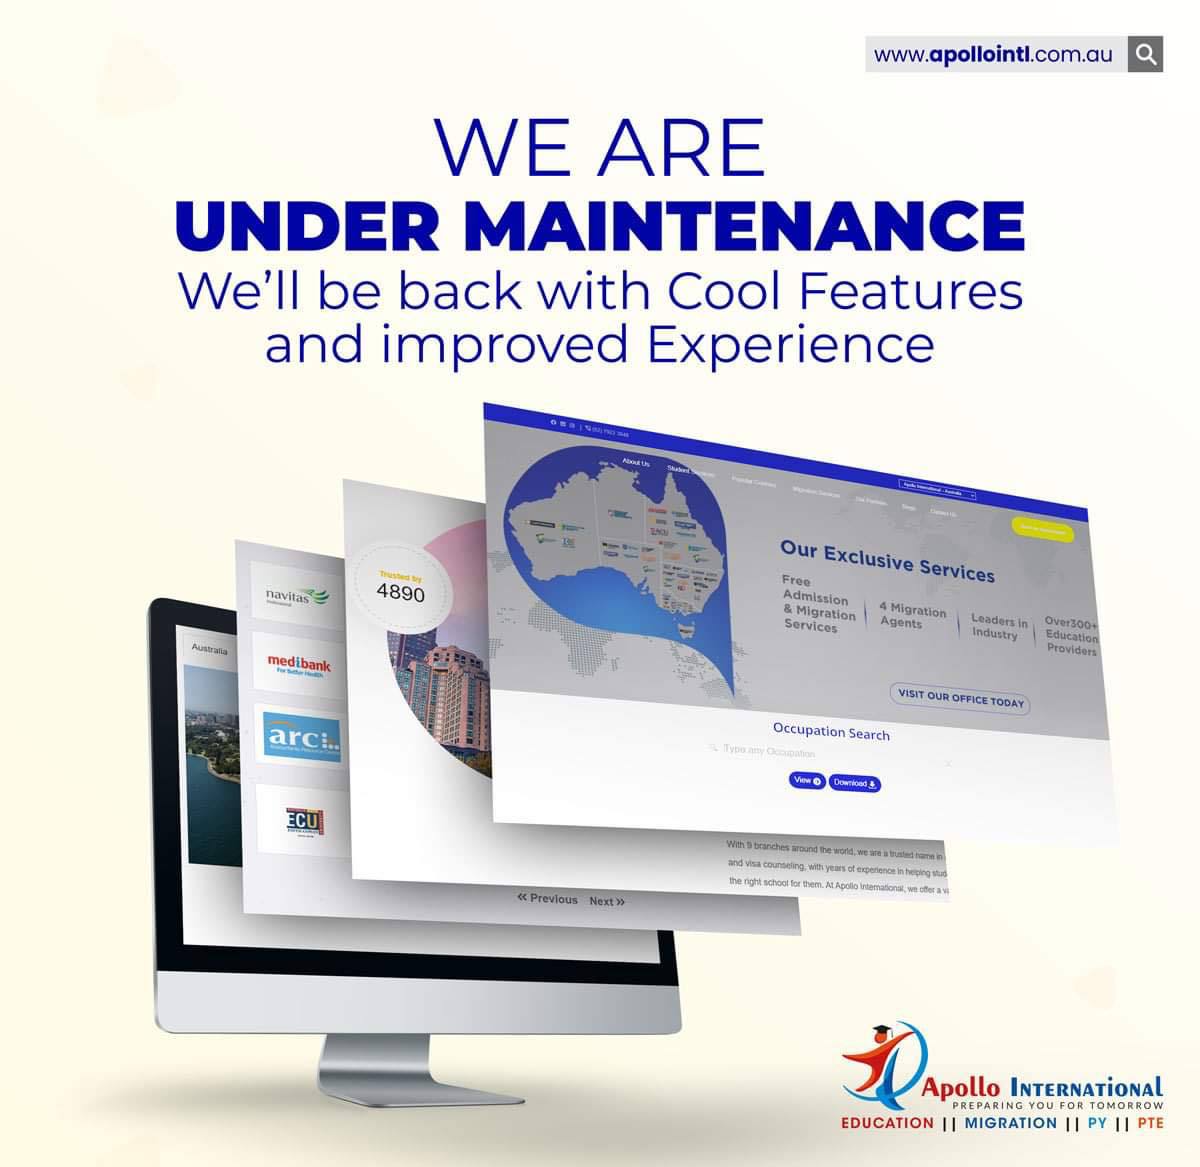 www.apollointl.com.au
WE ARE
UNDER MAINTENANCE
We'll be back with Cool Features
and improved Experience
About Us
Student Services
Popular Courses
Migration Services
Our Partners
Blogs
Contact Us
Apollo International - Australia
Our Exclusive Services
Free
Admission
& Migration
Services
4 Migration
Agents
Leaders in
Industry
Over300+
Education
Providers
VISIT OUR OFFICE TODAY
Occupation Search
Type any Occupation
View
Download
Trusted by
4890
With 9 branches around the world, we are a trusted name in
and visa counseling, with years of experience in helping stud
the right school for them. At Apollo International, we offer a va
navitas
Professional
medibank
For Better Health
arc
ECU
« Previous Next »
Australia
Apollo International
PREPARING YOU FOR TOMORROW
EDUCATION || MIGRATION || PY || PTE